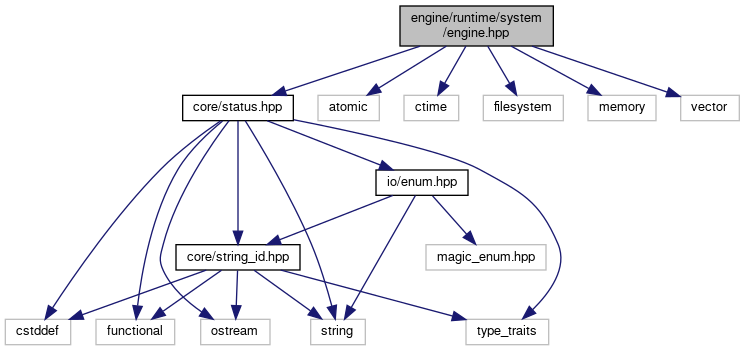 engine/runtime/system
/engine.hpp
core/status.hpp
atomic
ctime
filesystem
memory
vector
io/enum.hpp
core/string_id.hpp
magic_enum.hpp
cstddef
functional
ostream
string
type_traits